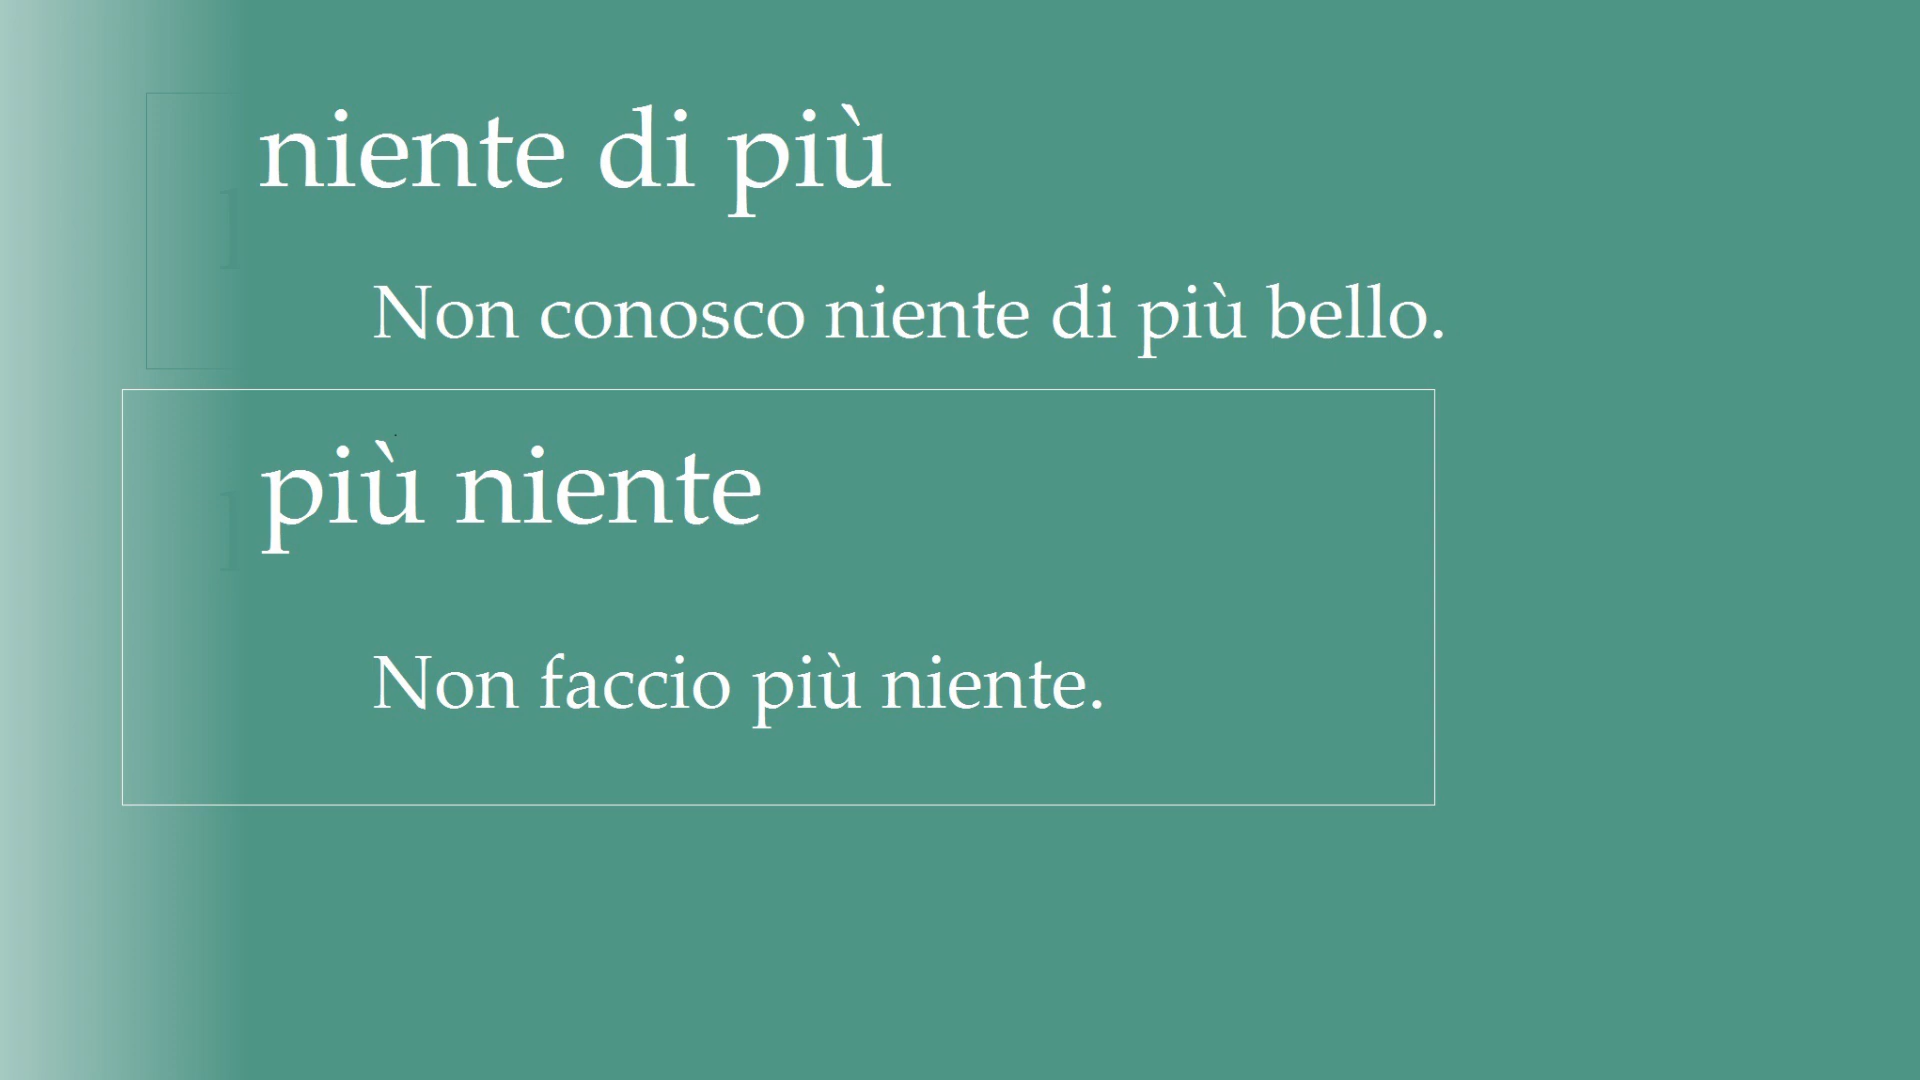 niente di più
Non conosco niente di più bello.
più niente
Non faccio più niente.